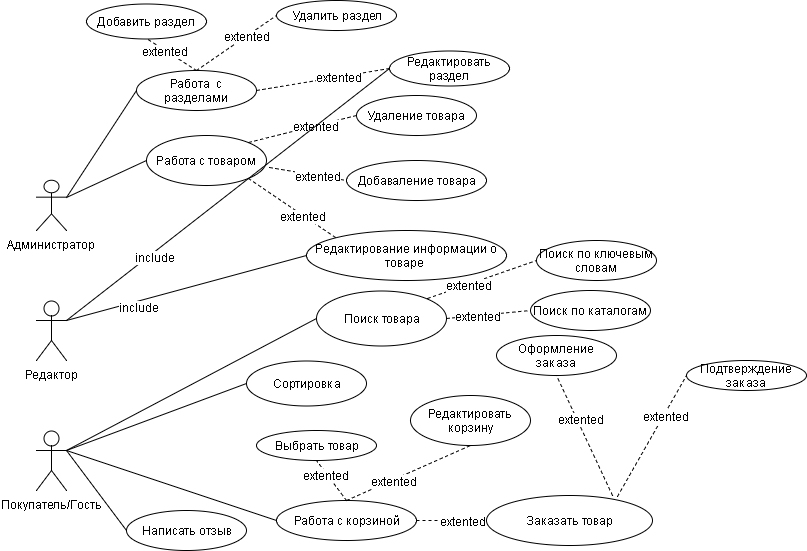 Добавить раздел
Удалить раздел
extented
extented
Редактировать
раздел
extented
Работа с
разделами
Удаление товара
extented
Работа с товаром
extented
Добаваление товара
extented
Администратор
Редактирование информации о
товаре
include
Поиск по ключевым
словам
extented
include
Поиск товара
extented
Поиск по каталогам
Оформление
заказа
Подтверждение
заказа
Редактор
Сортировка
Редактировать
корзину
extented
extented
Выбрать товар
extented
extented
Покупатель/Гость
Написать отзыв
Работа с корзиной
extented
Заказать товар